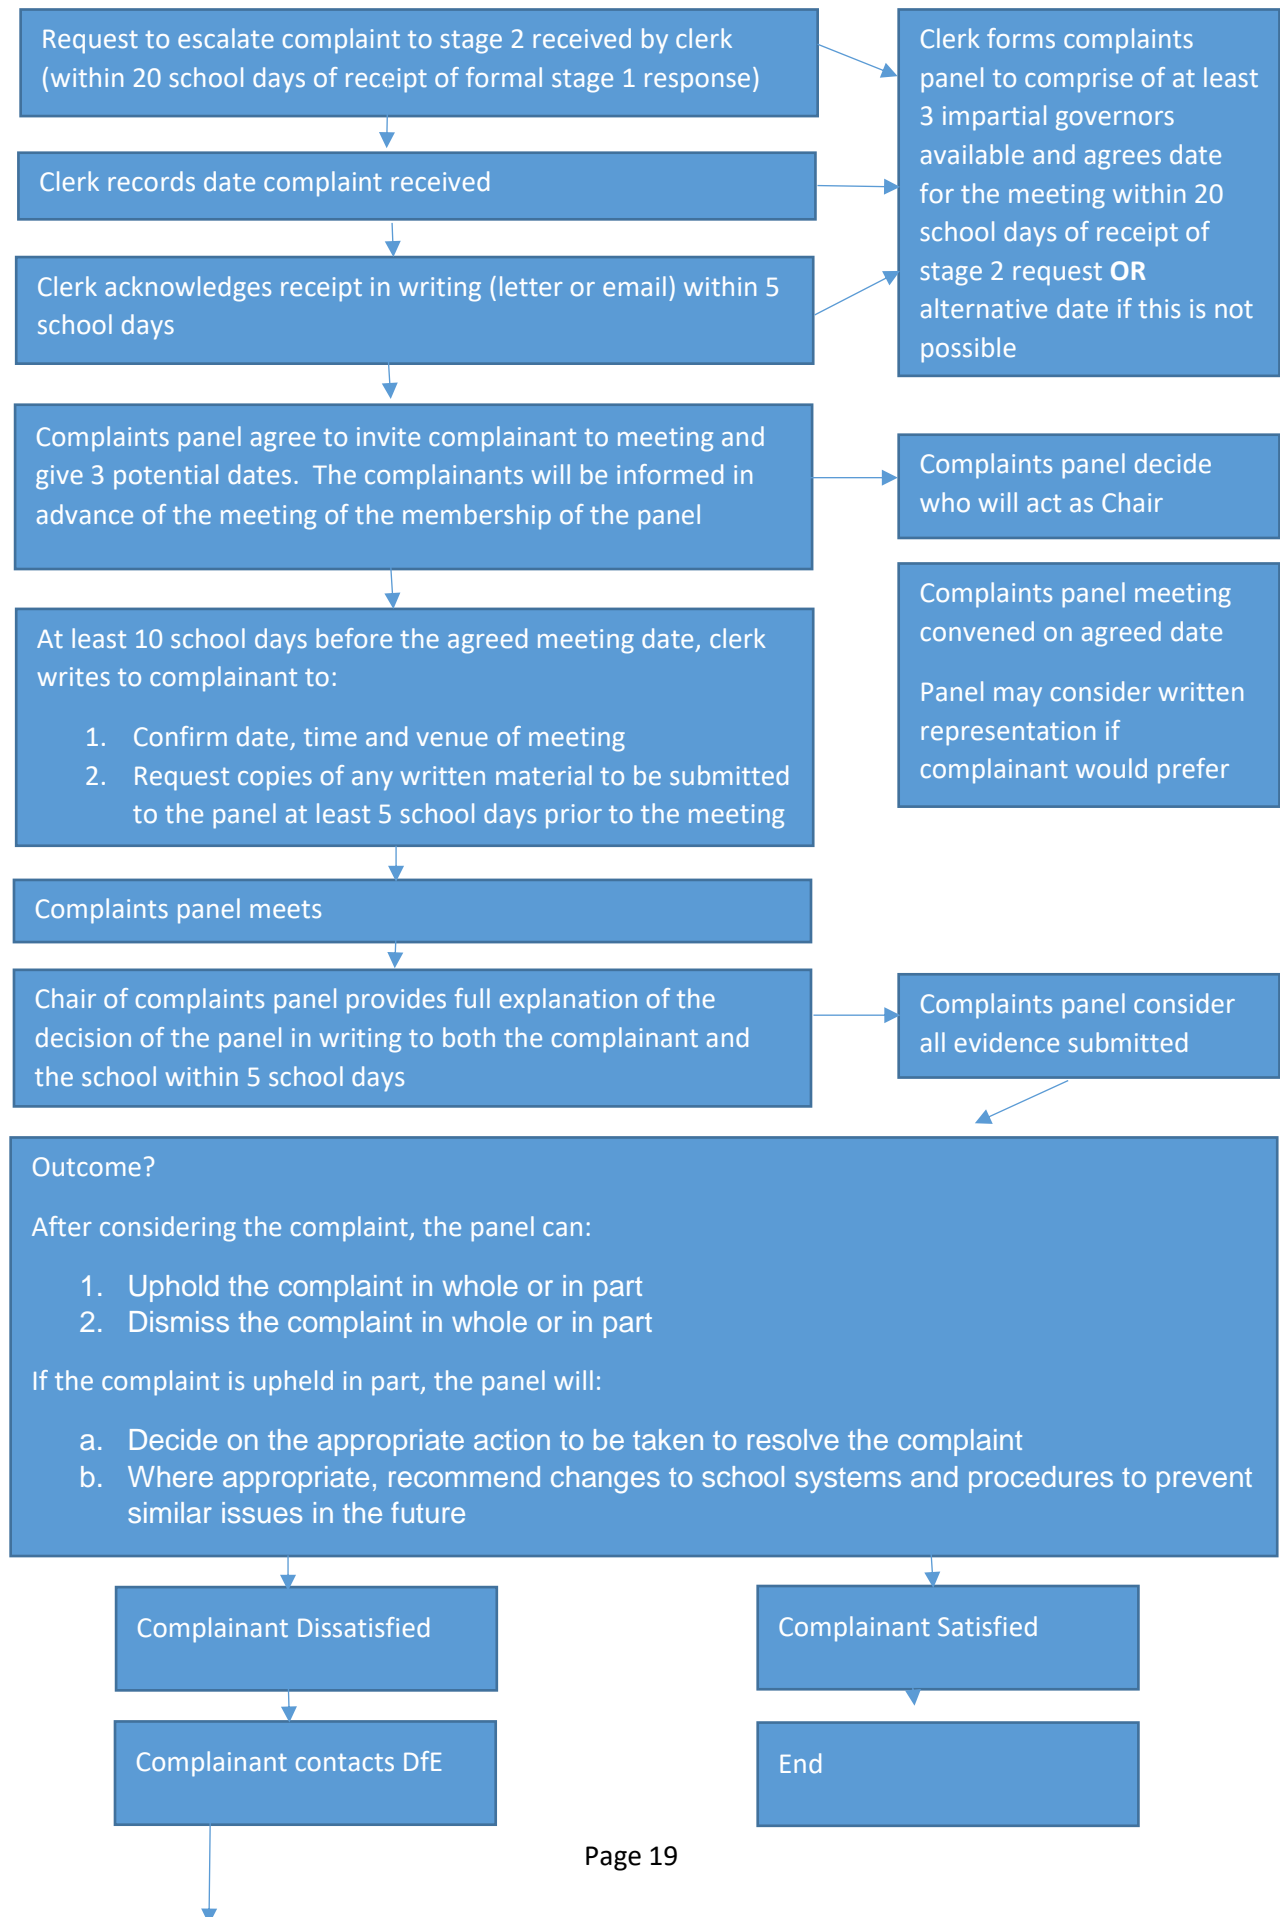 Request to escalate complaint to stage 2 received by clerk
(within 20 school days of receipt of formal stage 1 response)
Clerk forms complaints
panel to comprise of at least
3 impartial governors
available and agrees date
for the meeting within 20
school days of receipt of
stage 2 request OR
alternative date if this is not
possible
Clerk records date complaint received
Clerk acknowledges receipt in writing (letter or email) within 5
school days
Complaints panel agree to invite complainant to meeting and
give 3 potential dates.  The complainants will be informed in
advance of the meeting of the membership of the panel
Complaints panel decide
who will act as Chair
Complaints panel meeting
convened on agreed date
Panel may consider written
representation if
complainant would prefer
At least 10 school days before the agreed meeting date, clerk
writes to complainant to:
1. Confirm date, time and venue of meeting
2. Request copies of any written material to be submitted
to the panel at least 5 school days prior to the meeting
Complaints panel meets
Chair of complaints panel provides full explanation of the
decision of the panel in writing to both the complainant and
the school within 5 school days
Complaints panel consider
all evidence submitted
Outcome?
After considering the complaint, the panel can:
1. Uphold the complaint in whole or in part
2. Dismiss the complaint in whole or in part
If the complaint is upheld in part, the panel will:
a. Decide on the appropriate action to be taken to resolve the complaint
b. Where appropriate, recommend changes to school systems and procedures to prevent
similar issues in the future
Complainant Dissatisfied
Complainant Satisfied
Complainant contacts DfE
End
Page 19